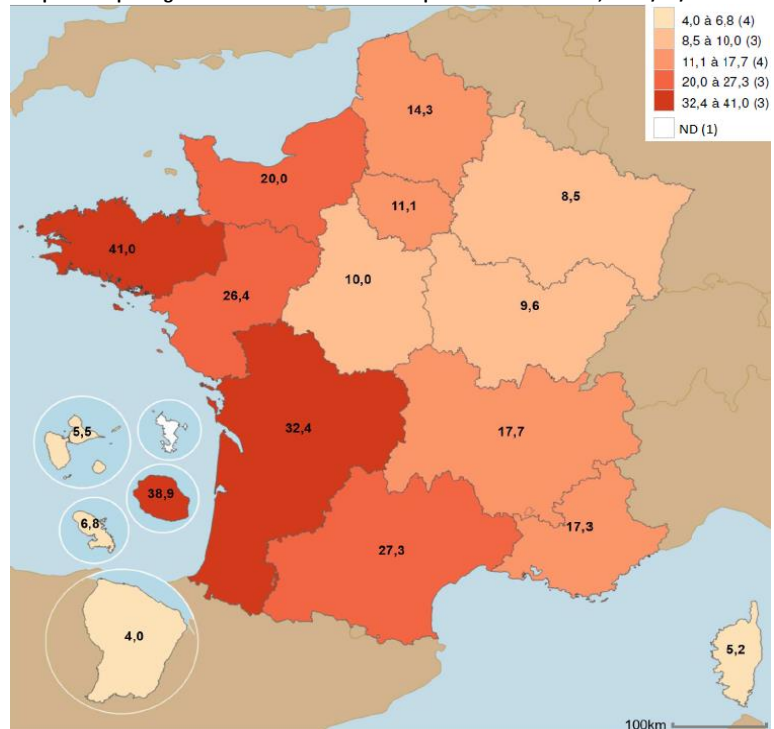 4,0 à 6,8 (4)
8,5 à 10,0 (3)
11,1 à 17,7 (4)
20,0 à 27,3 (3)
32,4 à 41,0 (3)
ND (1)
14,3
20,0
11,1
8,5
41,0
26,4
10,0
9,6
5,5
32,4
17,7
38,9
6,8
17,3
27,3
4,0
5,2
100km